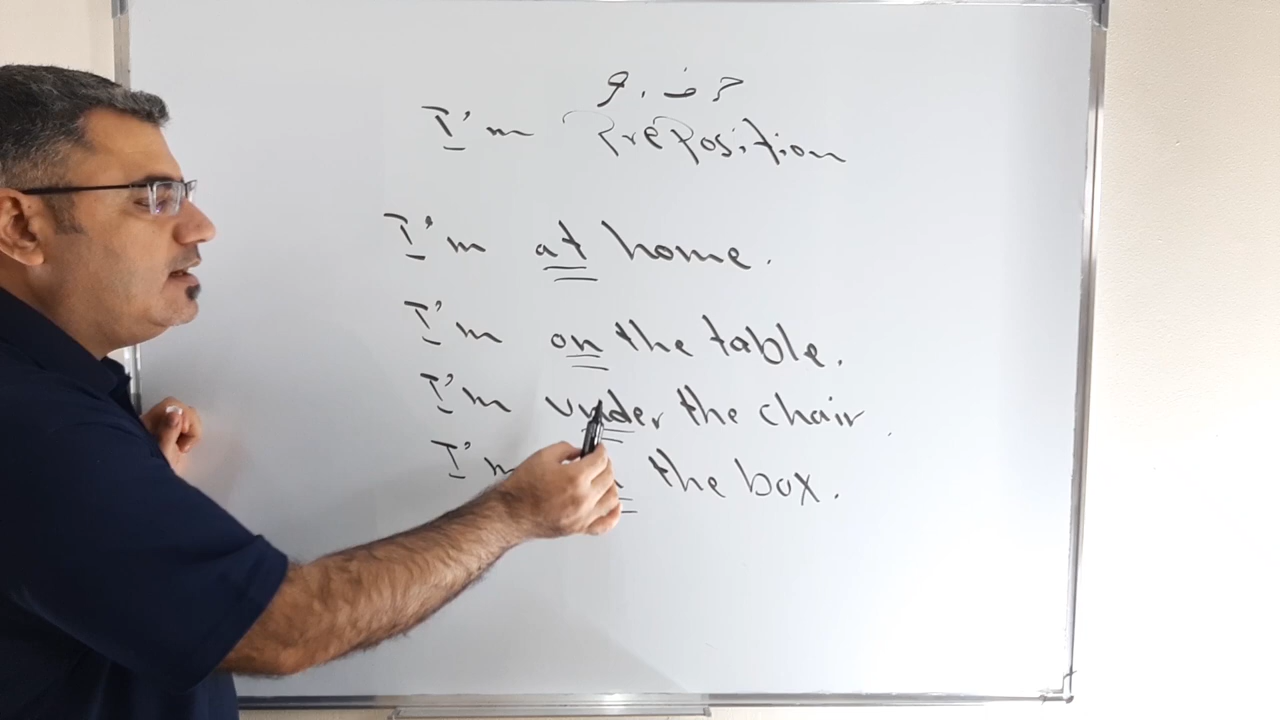 I'm Preposition
I'm at home.
I'm on the table.
I'm under the chair.
I'm the box.